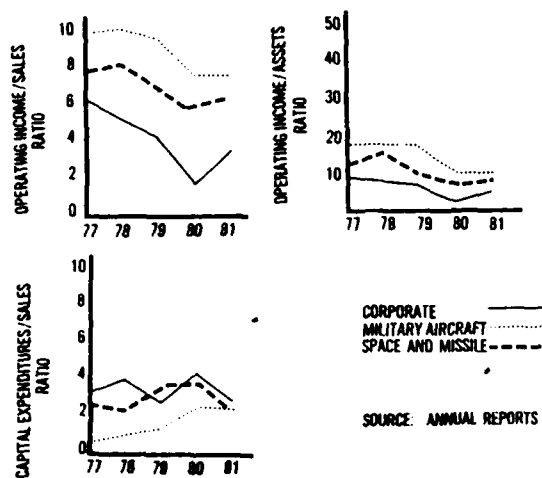 OPERATING INCOME/SALES
RATIO
10
8
6
4
2
0
77 78 79 80 81
OPERATING INCOME/ASSETS
RATIO
50
40
30
20
10
77 78 79 80 81
CAPITAL EXPENDITURES/SALES
RATIO
10
8
6
4
2
0
77 78 79 80 81
CORPORATE
MILITARY AIRCRAFT
SPACE AND MISSILE
SOURCE: ANNUAL REPORTS